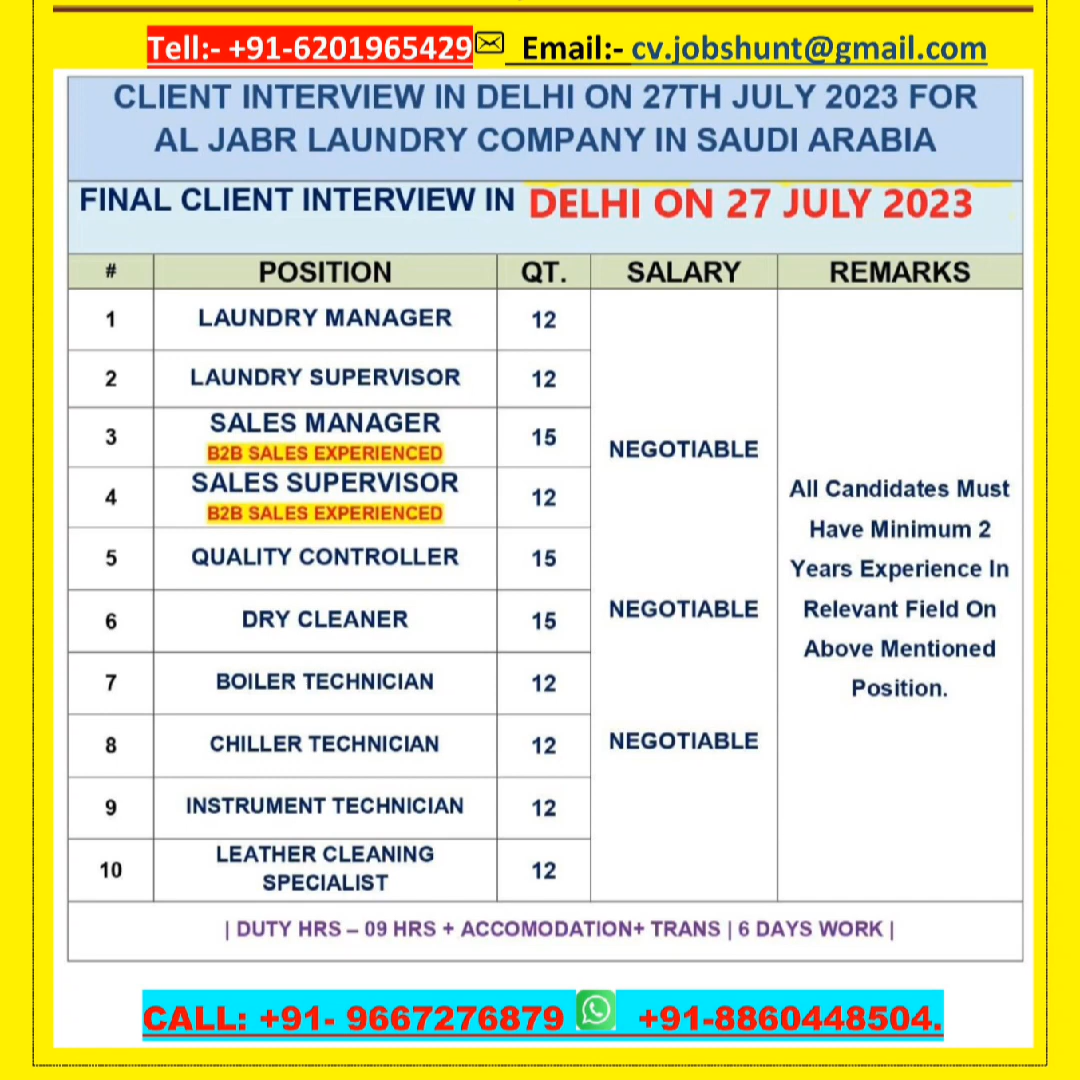 Tell:- +91-6201965429 Email:- cv.jobshunt@gmail.com
CLIENT INTERVIEW IN DELHI ON 27TH JULY 2023 FOR
AL JABR LAUNDRY COMPANY IN SAUDI ARABIA
FINAL CLIENT INTERVIEW IN DELHI ON 27 JULY 2023
# POSITION QT. SALARY REMARKS
1 LAUNDRY MANAGER 12
2 LAUNDRY SUPERVISOR 12
3 SALES MANAGER 15
B2B SALES EXPERIENCED
NEGOTIABLE
4 SALES SUPERVISOR 12
B2B SALES EXPERIENCED
5 QUALITY CONTROLLER 15
6 DRY CLEANER 15
NEGOTIABLE
7 BOILER TECHNICIAN 12
8 CHILLER TECHNICIAN 12
NEGOTIABLE
9 INSTRUMENT TECHNICIAN 12
10 LEATHER CLEANING
SPECIALIST 12
All Candidates Must
Have Minimum 2
Years Experience In
Relevant Field On
Above Mentioned
Position.
| DUTY HRS – 09 HRS + ACCOMODATION+ TRANS | 6 DAYS WORK |
CALL: +91- 9667276879 +91-8860448504.